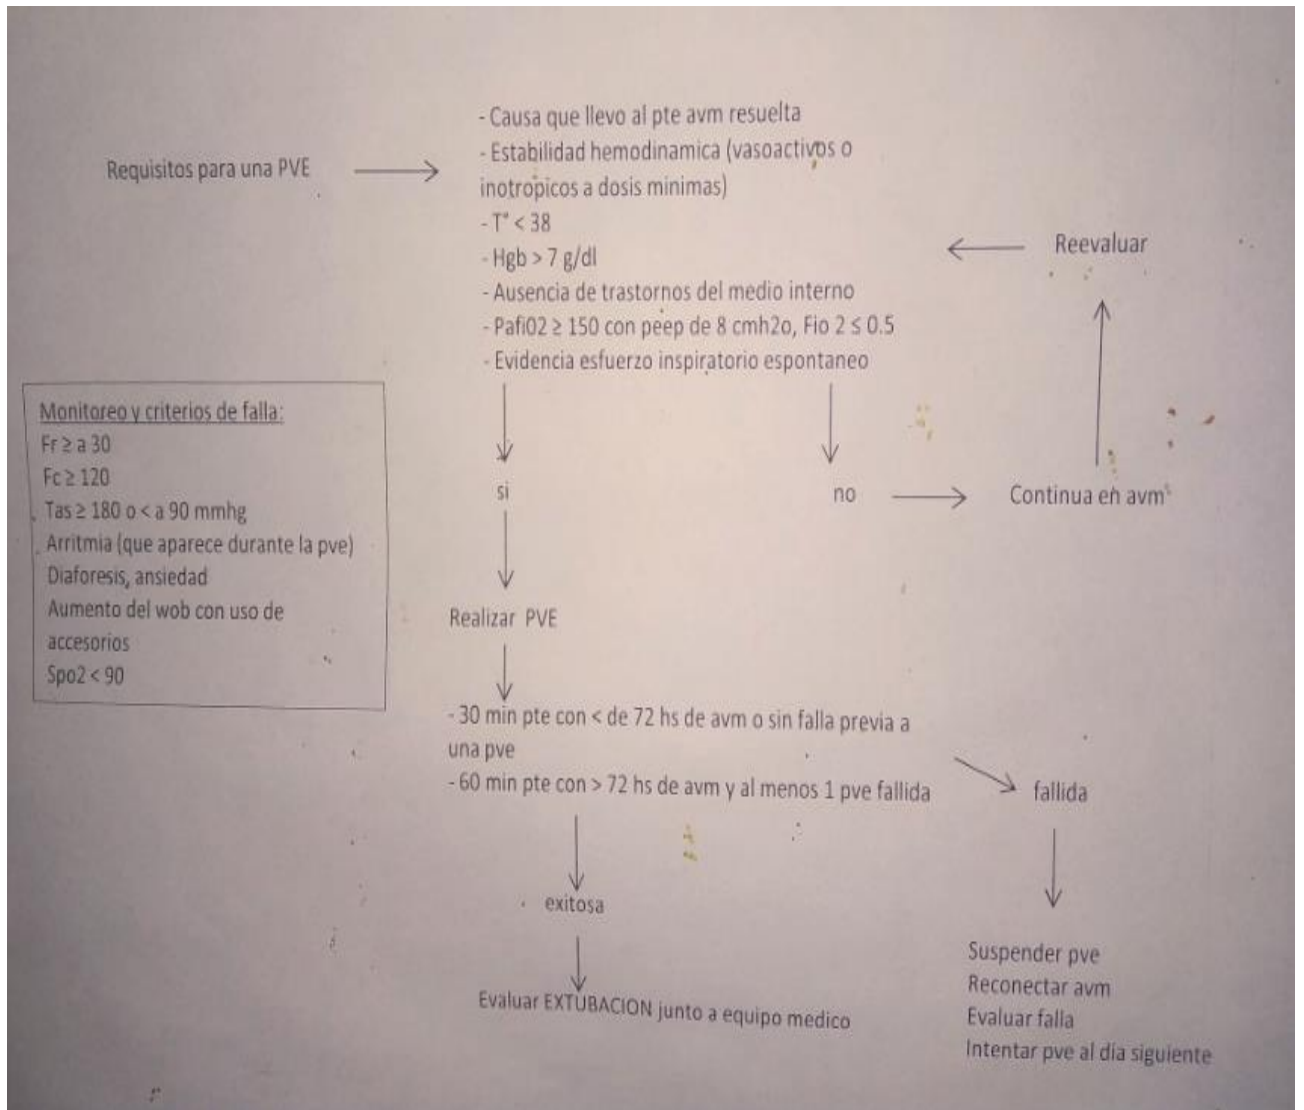 Requisitos para una PVE
- Causa que llevo al pte avm resuelta
- Estabilidad hemodinamica (vasoactivos o
inotropicos a dosis minimas)
- T° < 38
- Hgb > 7 g/dl
- Ausencia de trastornos del medio interno
- Pafi02 ≥ 150 con peep de 8 cmh2o, Fio 2 ≤ 0.5
- Evidencia esfuerzo inspiratorio espontaneo
Reevaluar
si
no
Continua en avm
Monitoreo y criterios de falla:
Fr ≥ a 30
Fc ≥ 120
Tas ≥ 180 o < a 90 mmhg
Arritmia (que aparece durante la pve)
Diaforesis, ansiedad
Aumento del wob con uso de
accesorios
Spo2 < 90
Realizar PVE
- 30 min pte con < de 72 hs de avm o sin falla previa a
una pve
- 60 min pte con > 72 hs de avm y al menos 1 pve fallida
fallida
exitosa
Evaluar EXTUBACION junto a equipo medico
Suspender pve
Reconectar avm
Evaluar falla
Intentar pve al dia siguiente